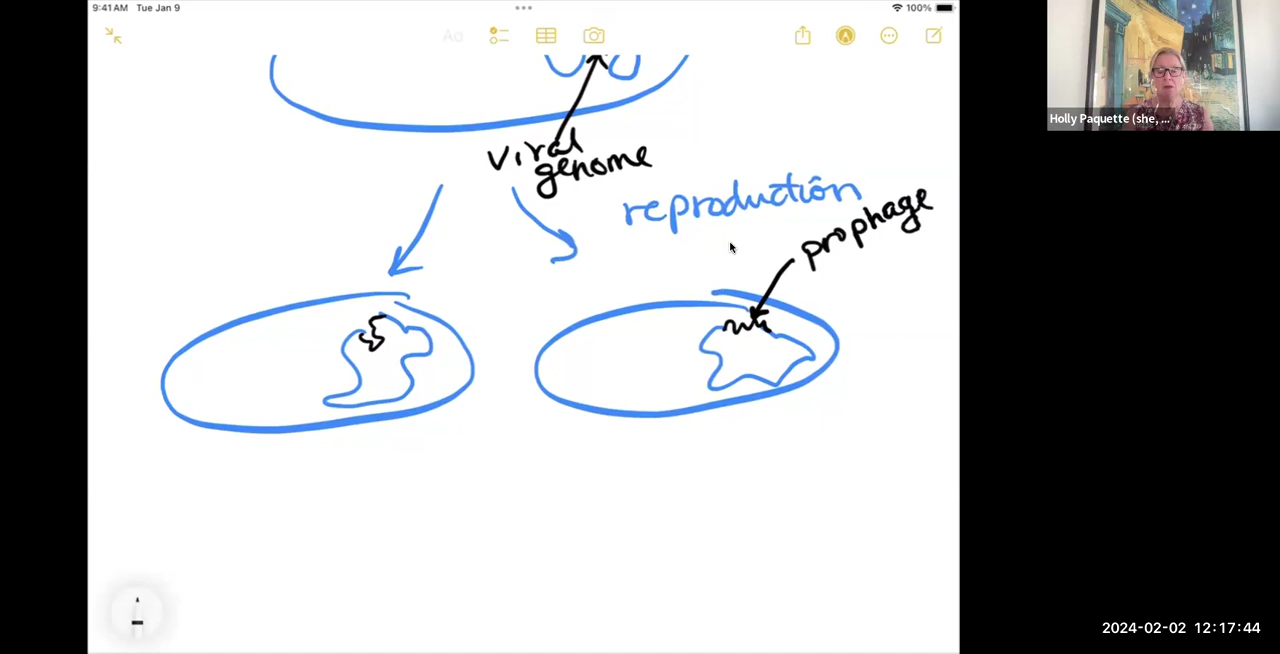 9:41 AM Tue Jan 9
100%
Aa
Holly Paquette (she, ...
viral
genome
reproduction
prophage
2024-02-02 12:17:44